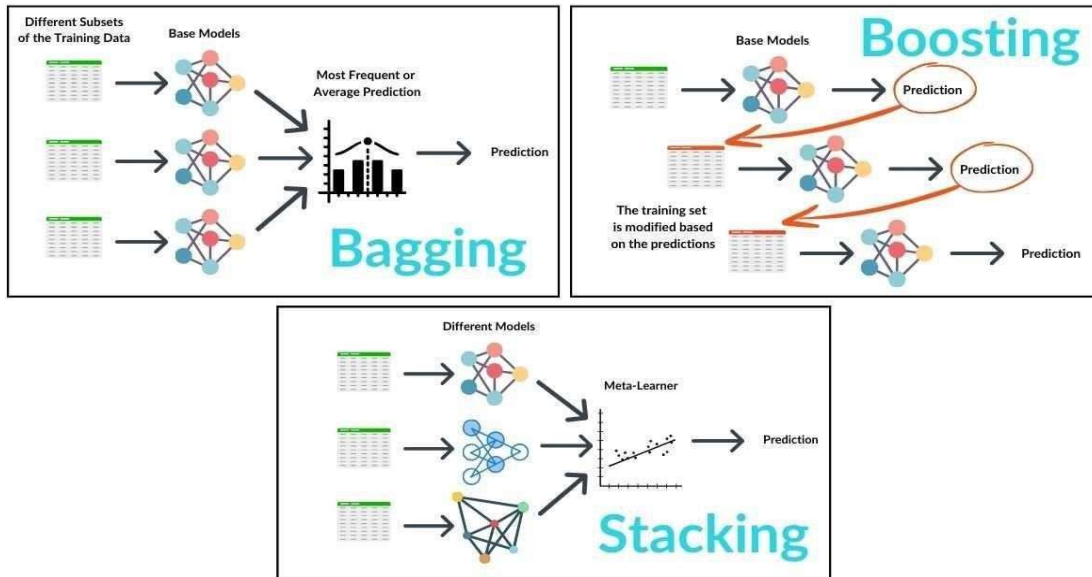 Different Subsets
of the Training Data
Base Models
Most Frequent or
Average Prediction
Prediction
Bagging
Boosting
Base Models
Prediction
Prediction
The training set
is modified based
on the predictions
Prediction
Different Models
Meta-Learner
Prediction
Stacking